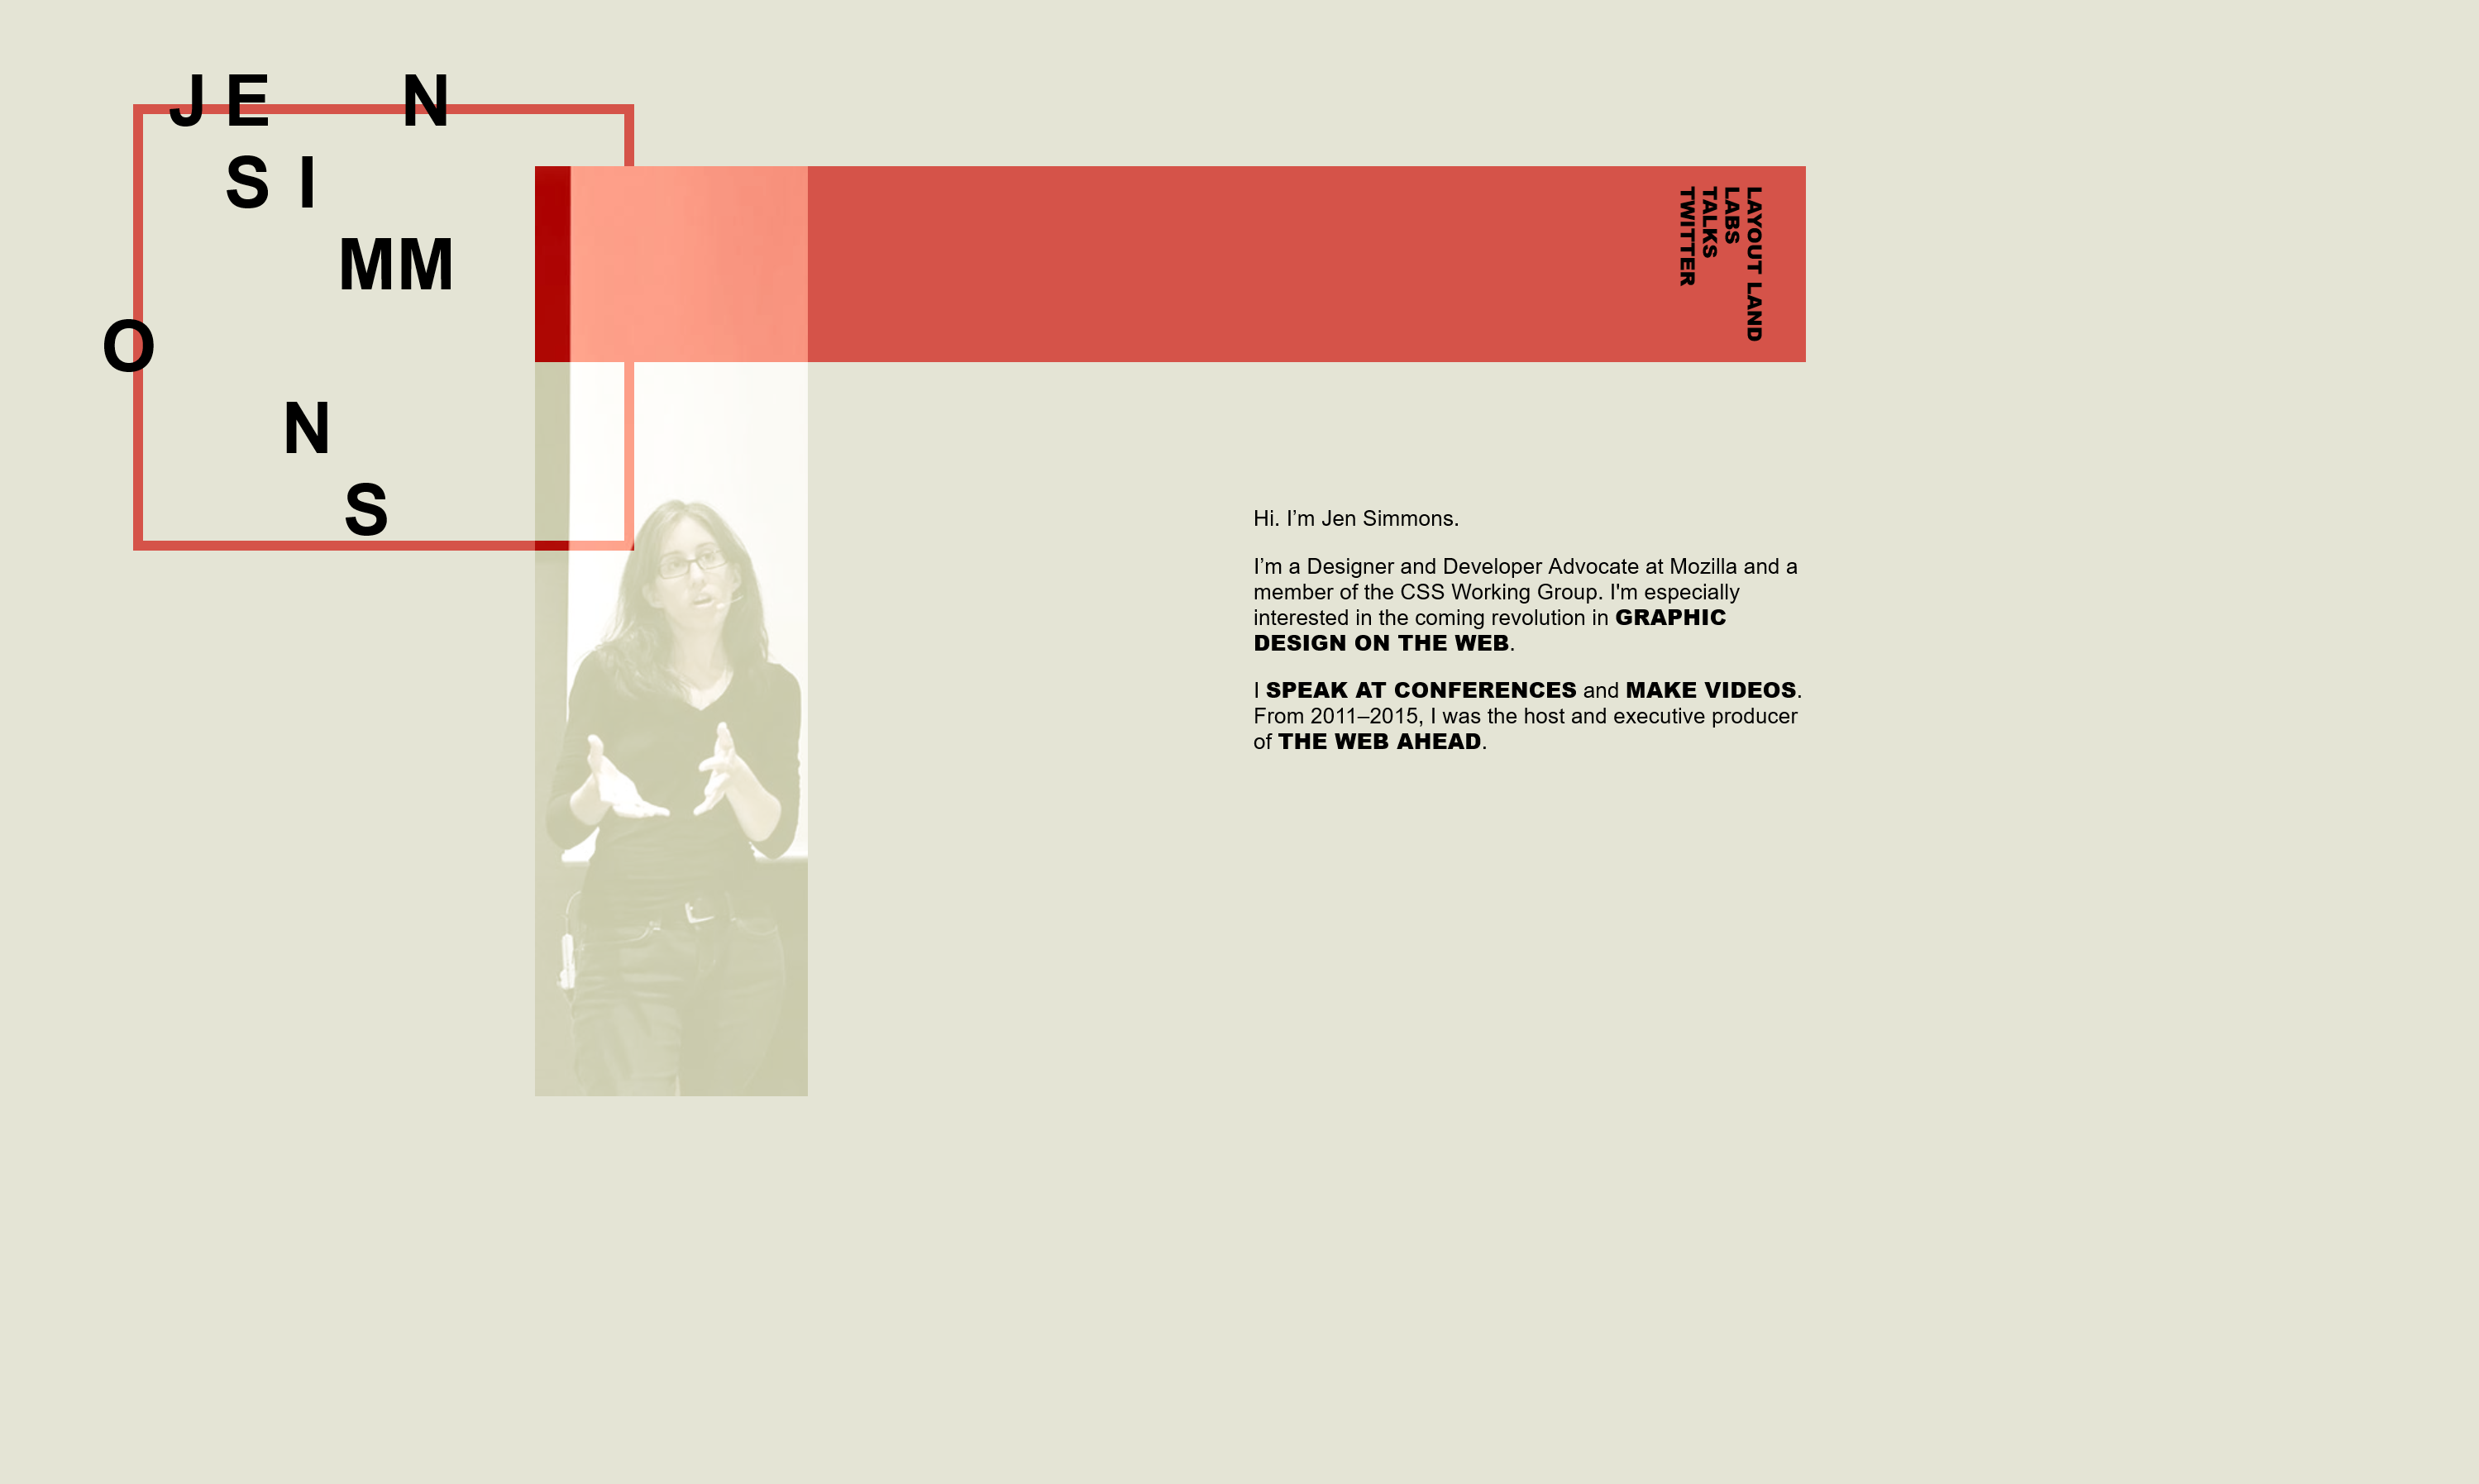 J E N
S I
MM
O
N
S
LAYOUT LAND
LABS
TALKS
TWITTER
Hi. I’m Jen Simmons.
I’m a Designer and Developer Advocate at Mozilla and a
member of the CSS Working Group. I'm especially
interested in the coming revolution in GRAPHIC
DESIGN ON THE WEB.
I SPEAK AT CONFERENCES and MAKE VIDEOS.
From 2011–2015, I was the host and executive producer
of THE WEB AHEAD.